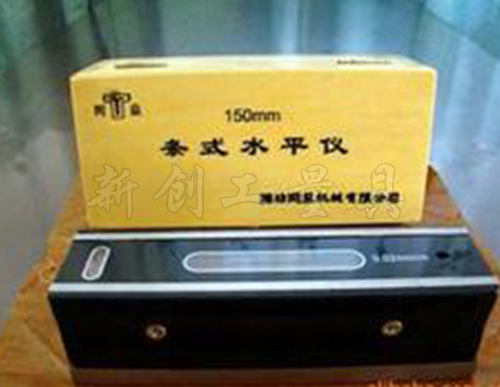 150mm
条式水平仪
新创工量具
潍坊同益机械有限公司